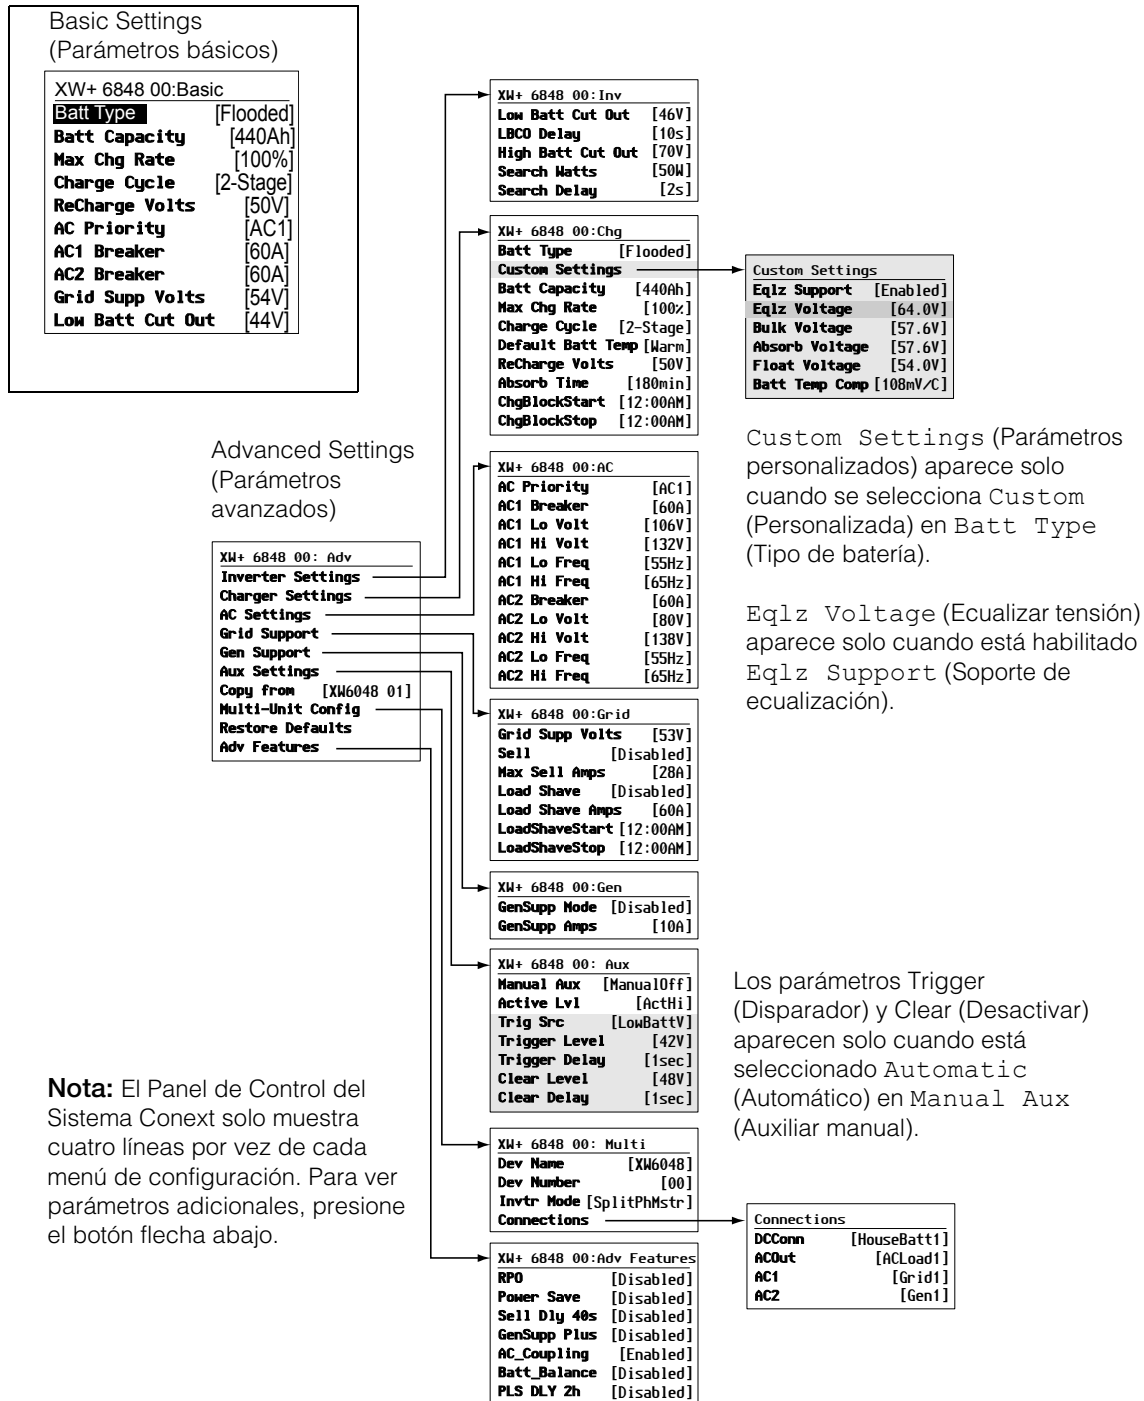 Basic Settings
(Parámetros básicos)
XW+ 6848 00:Basic
Batt Type [Flooded]
Batt Capacity [440Ah]
Max Chg Rate [100%]
Charge Cycle [2-Stage]
ReCharge Volts [50V]
AC Priority [AC1]
AC1 Breaker [60A]
AC2 Breaker [60A]
Grid Supp Volts [54V]
Low Batt Cut Out [44V]
Advanced Settings
(Parámetros
avanzados)
XW+ 6848 00: Adv
Inverter Settings
Charger Settings
AC Settings
Grid Support
Gen Support
Aux Settings
Copy from [XW6048 01]
Multi-Unit Config
Restore Defaults
Adv Features
XW+ 6848 00:Inv
Low Batt Cut Out [46V]
LBCO Delay [10s]
High Batt Cut Out [70V]
Search Watts [50W]
Search Delay [2s]
XW+ 6848 00:Chg
Batt Type [Flooded]
Custom Settings
Batt Capacity [440Ah]
Max Chg Rate [100%]
Charge Cycle [2-Stage]
Default Batt Temp [Warm]
ReCharge Volts [50V]
Absorb Time [180min]
ChgBlockStart [12:00AM]
ChgBlockStop [12:00AM]
Custom Settings
Eqlz Support [Enabled]
Eqlz Voltage [64.0V]
Bulk Voltage [57.6V]
Absorb Voltage [57.6V]
Float Voltage [54.0V]
Batt Temp Comp [108mV/C]
Custom Settings (Parámetros
personalizados) aparece solo
cuando se selecciona Custom
(Personalizada) en Batt Type
(Tipo de batería).
Eqlz Voltage (Ecualizar tensión)
aparece solo cuando está habilitado
Eqlz Support (Soporte de
ecualización).
XW+ 6848 00:AC
AC Priority [AC1]
AC1 Breaker [60A]
AC1 Lo Volt [106V]
AC1 Hi Volt [132V]
AC1 Lo Freq [55Hz]
AC1 Hi Freq [65Hz]
AC2 Breaker [60A]
AC2 Lo Volt [80V]
AC2 Hi Volt [138V]
AC2 Lo Freq [55Hz]
AC2 Hi Freq [65Hz]
XW+ 6848 00:Grid
Grid Supp Volts [53V]
Sell [Disabled]
Max Sell Amps [28A]
Load Shave [Disabled]
Load Shave Amps [60A]
LoadShaveStart [12:00AM]
LoadShaveStop [12:00AM]
XW+ 6848 00:Gen
GenSupp Mode [Disabled]
GenSupp Amps [10A]
XW+ 6848 00: Aux
Manual Aux [ManualOff]
Active Lvl [ActHi]
Trig Src [LowBattV]
Trigger Level [42V]
Trigger Delay [1sec]
Clear Level [48V]
Clear Delay [1sec]
Los parámetros Trigger
(Disparador) y Clear (Desactivar)
aparecen solo cuando está
seleccionado Automatic
(Automático) en Manual Aux
(Auxiliar manual).
Nota: El Panel de Control del
Sistema Conext solo muestra
cuatro líneas por vez de cada
menú de configuración. Para ver
parámetros adicionales, presione
el botón flecha abajo.
XW+ 6848 00: Multi
Dev Name [XW6048]
Dev Number [00]
Invtr Mode [SplitPhMstr]
Connections
Connections
DCConn [HouseBatt1]
ACOut [ACLoad1]
AC1 [Grid1]
AC2 [Gen1]
XW+ 6848 00:Adv Features
RPO [Disabled]
Power Save [Disabled]
Sell Dly 40s [Disabled]
GenSupp Plus [Disabled]
AC_Coupling [Enabled]
Batt_Balance [Disabled]
PLS DLY 2h [Disabled]